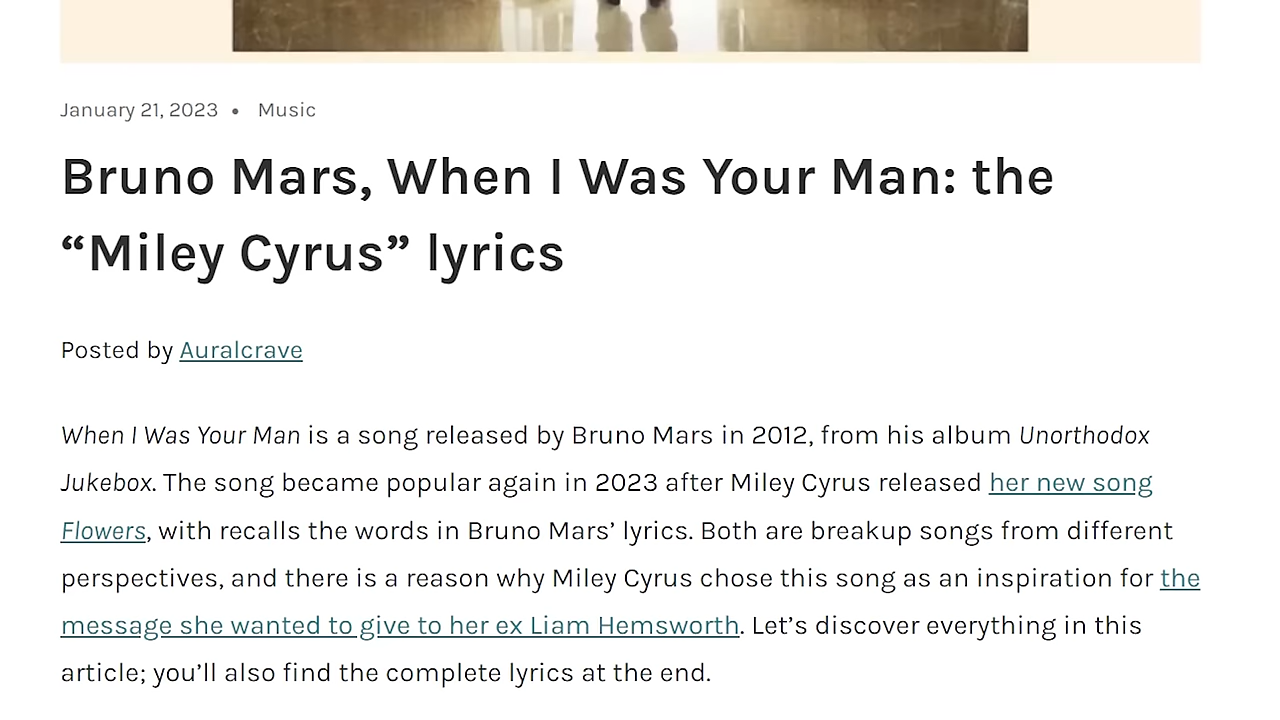 January 21, 2023 • Music
Bruno Mars, When I Was Your Man: the
“Miley Cyrus” lyrics
Posted by Auralcrave
When I Was Your Man is a song released by Bruno Mars in 2012, from his album Unorthodox
Jukebox. The song became popular again in 2023 after Miley Cyrus released her new song
Flowers, with recalls the words in Bruno Mars’ lyrics. Both are breakup songs from different
perspectives, and there is a reason why Miley Cyrus chose this song as an inspiration for the
message she wanted to give to her ex Liam Hemsworth. Let’s discover everything in this
article; you’ll also find the complete lyrics at the end.